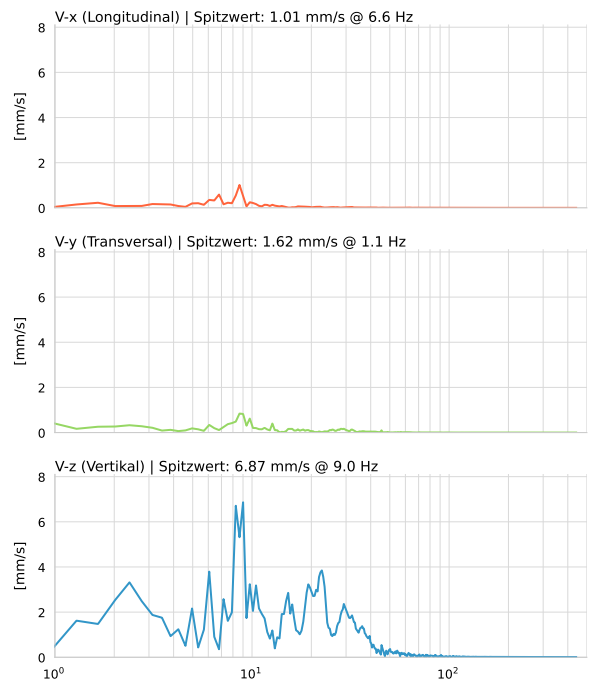 V-x (Longitudinal) | Spitzwert: 1.01 mm/s @ 6.6 Hz
8
6
4
2
0
[mm/s]
V-y (Transversal) | Spitzwert: 1.62 mm/s @ 1.1 Hz
8
6
4
2
0
[mm/s]
V-z (Vertikal) | Spitzwert: 6.87 mm/s @ 9.0 Hz
8
6
4
2
0
[mm/s]
10⁰ 10¹ 10²